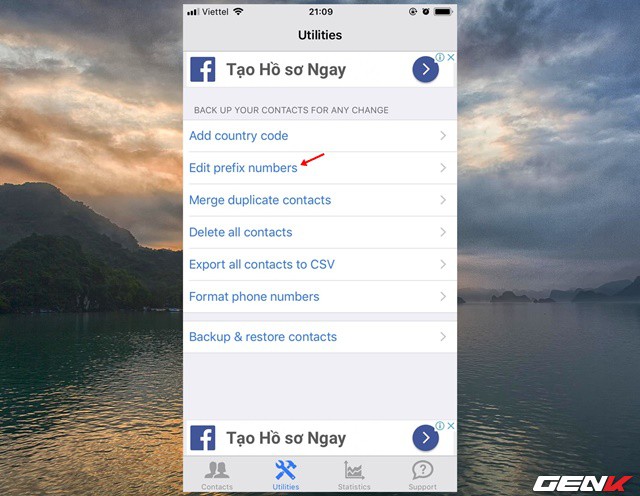 Viettel 21:09
Utilities
Tạo Hồ sơ Ngay
BACK UP YOUR CONTACTS FOR ANY CHANGE
Add country code
Edit prefix numbers
Merge duplicate contacts
Delete all contacts
Export all contacts to CSV
Format phone numbers
Backup & restore contacts
Tạo Hồ sơ Ngay
Contacts Utilities Statistics Support
GENK